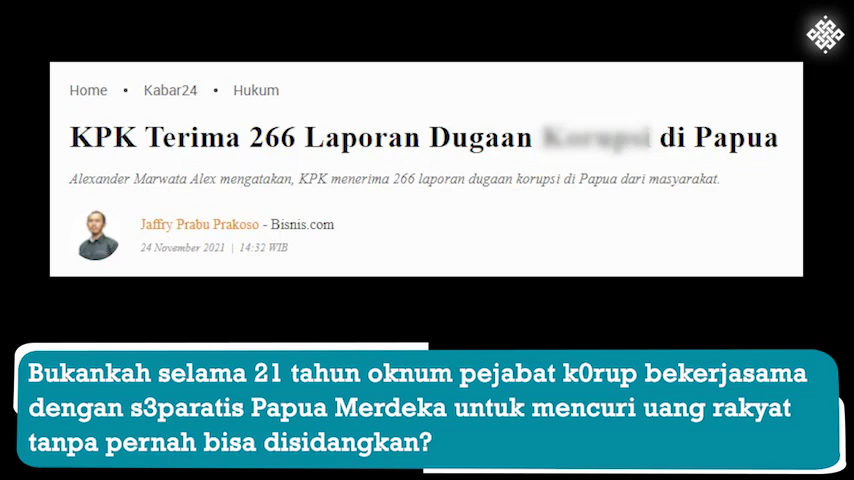 Home • Kabar24 • Hukum
KPK Terima 266 Laporan Dugaan di Papua
Alexander Marwata Alex mengatakan, KPK menerima 266 laporan dugaan korupsi di Papua dari masyarakat.
Jaffry Prabu Prakoso - Bisnis.com
24 November 2021 | 14:32 WIB
Bukankah selama 21 tahun oknum pejabat k0rup bekerjasama
dengan s3paratis Papua Merdeka untuk mencuri uang rakyat
tanpa pernah bisa disidangkan?